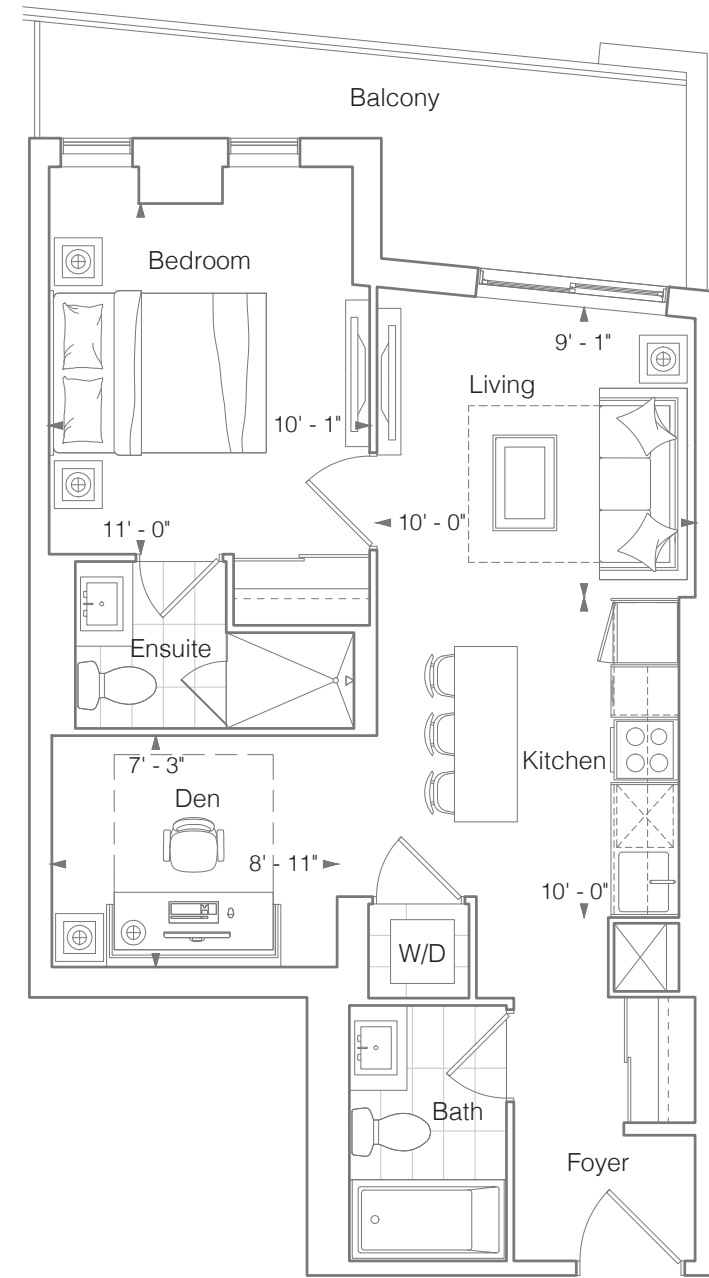 Balcony
Bedroom
9' - 1"
Living
10' - 1"
10' - 0"
11' - 0"
Ensuite
Kitchen
7' - 3"
Den
8' - 11"
10' - 0"
W/D
Bath
Foyer